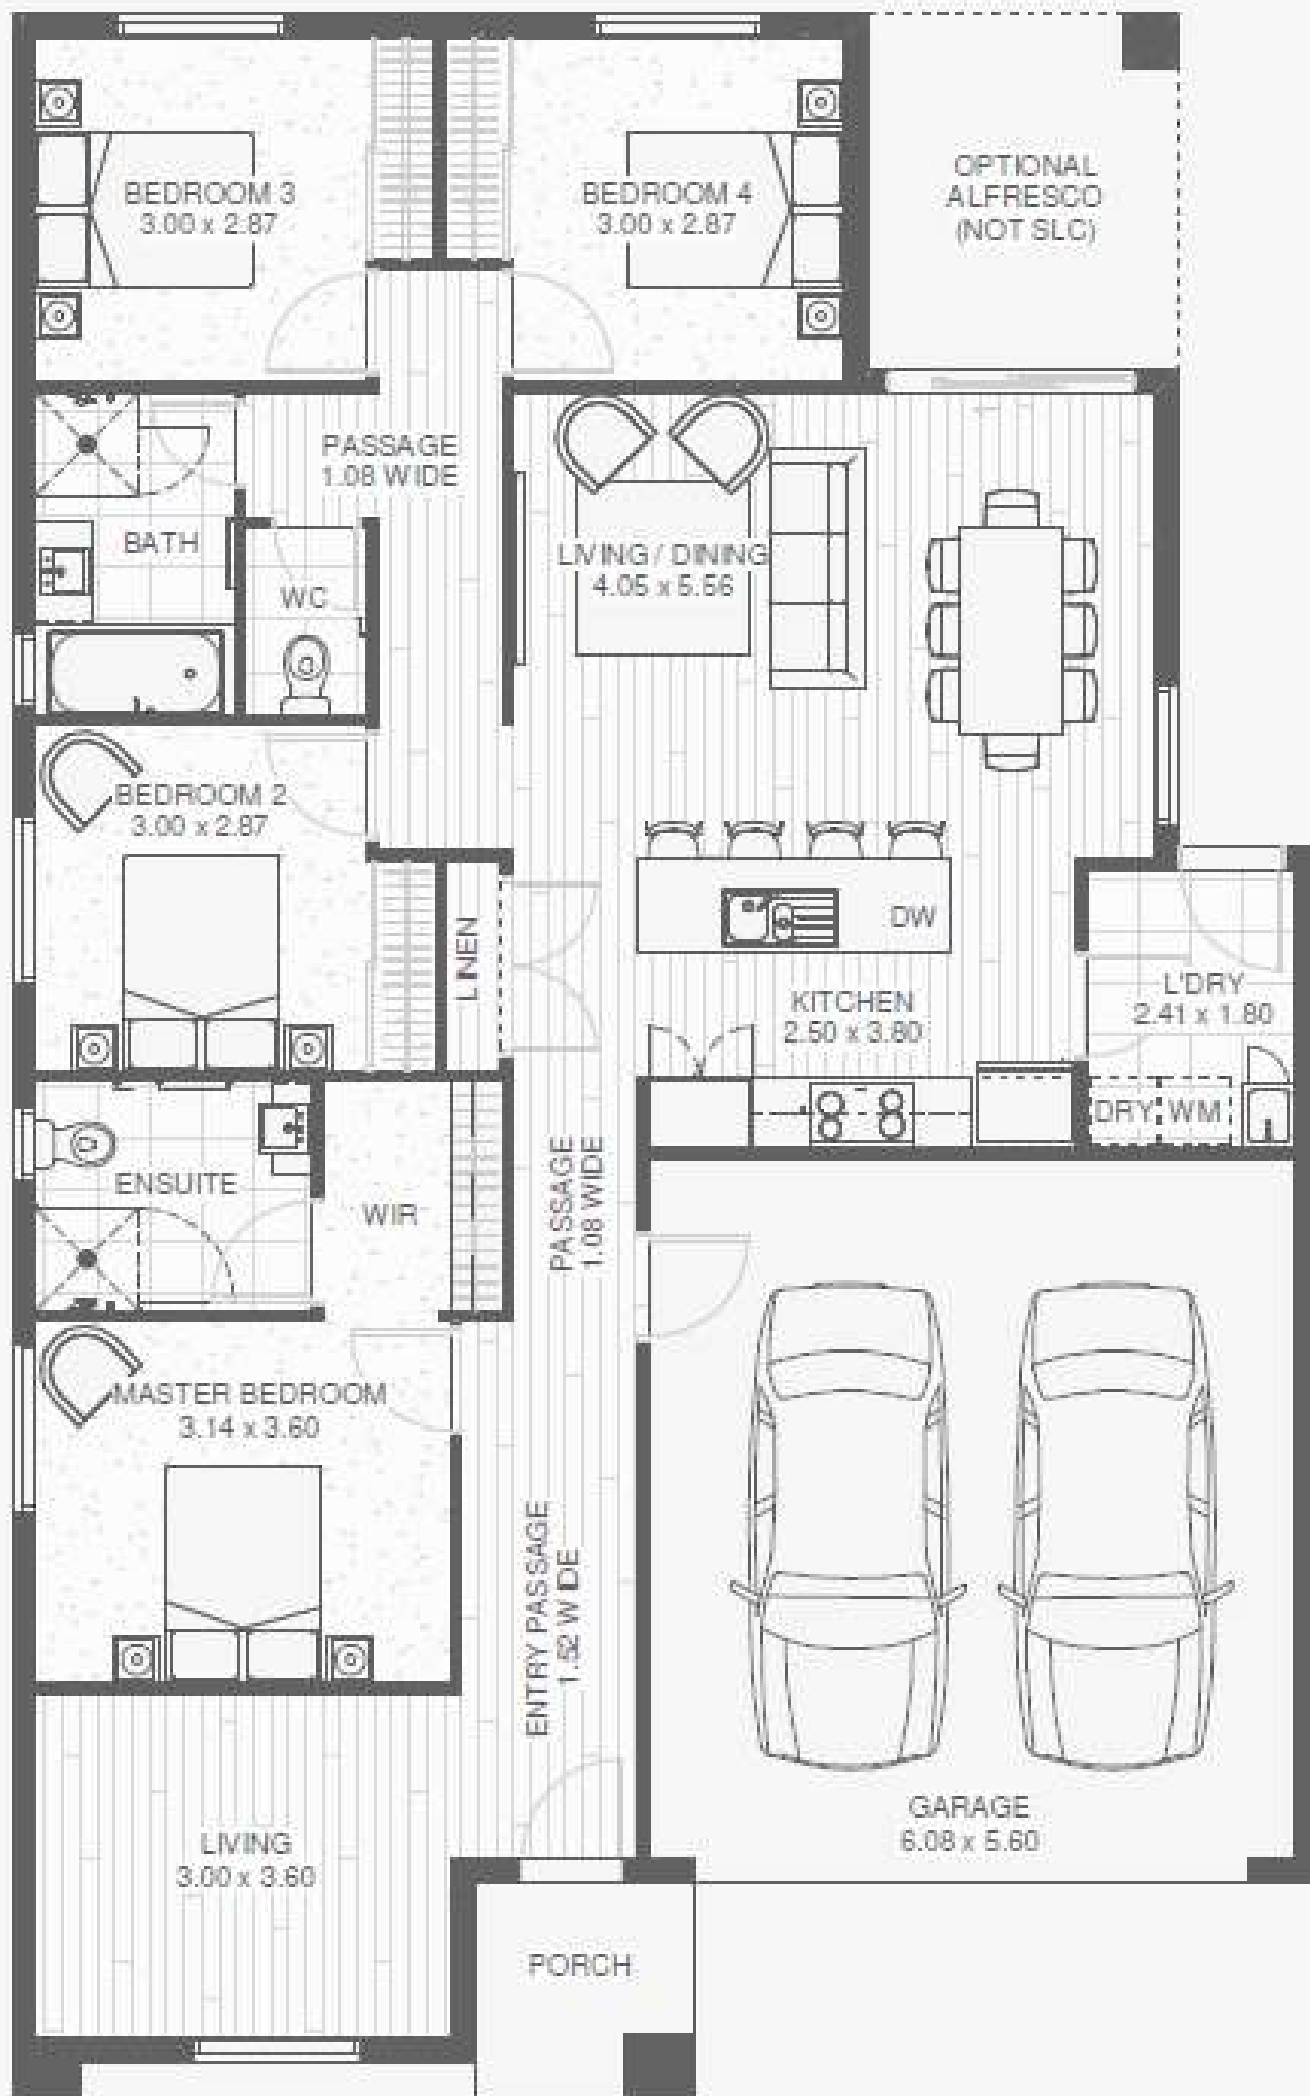 BEDROOM 3
3.00 x 2.87
BEDROOM 4
3.00 x 2.87
OPTIONAL
ALFRESCO
(NOT SLC)
PASSAGE
1.08 WIDE
BATH
WC
LIVING / DINING
4.05 x 5.56
BEDROOM 2
3.00 x 2.87
LINEN
DW
KITCHEN
2.50 x 3.80
L'DRY
2.41 x 1.80
DRY
WM
ENSUITE
WIR
PASSAGE
1.08 WIDE
MASTER BEDROOM
3.14 x 3.60
ENTRY PASSAGE
1.52 WIDE
GARAGE
6.08 x 5.60
LIVING
3.00 x 3.60
PORCH